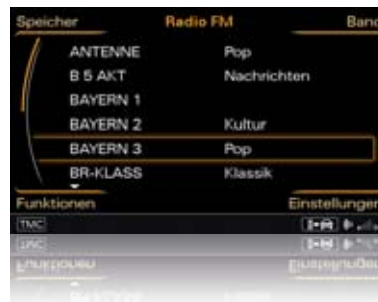 Speicher Radio FM Band
ANTENNE Pop
B 5 AKT Nachrichten
BAYERN 1
BAYERN 2 Kultur
BAYERN 3 Pop
BR-KLASS Klassik
Funktionen Einstellungen
TMC